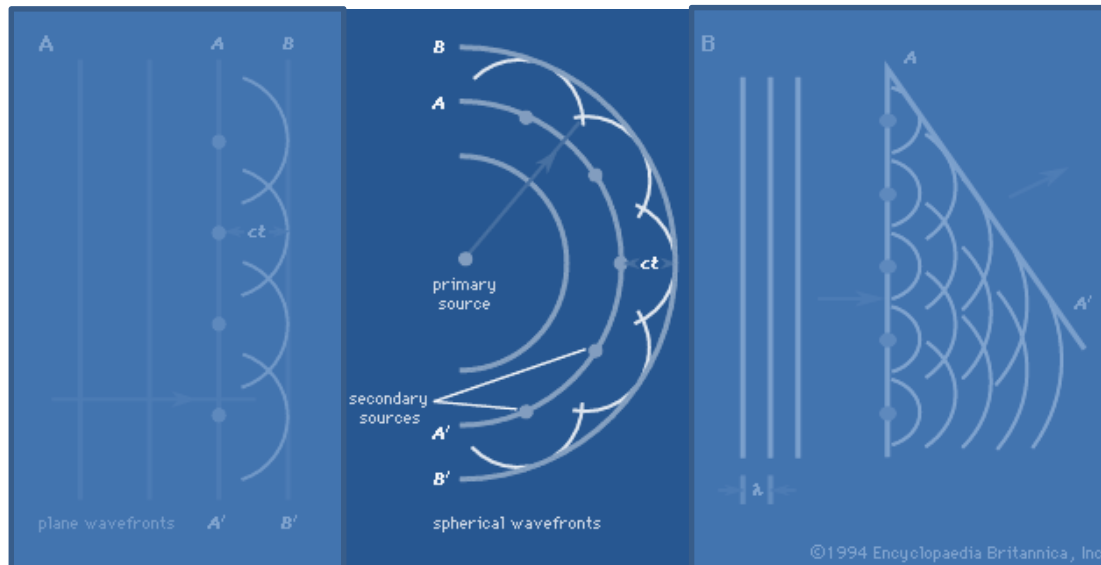 A
A
B
ct
plane wavefronts
A′
B′
B
A
primary
source
ct
secondary
sources
A′
B′
spherical wavefronts
B
A
A′
λ
©1994 Encyclopaedia Britannica, Inc